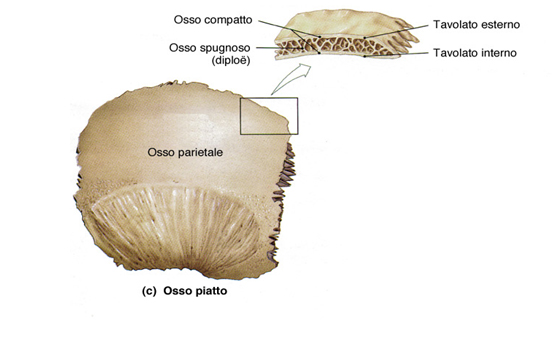 Osso compatto
Tavolato esterno
Osso spugnoso
(diploë)
Tavolato interno
Osso parietale
(c) Osso piatto